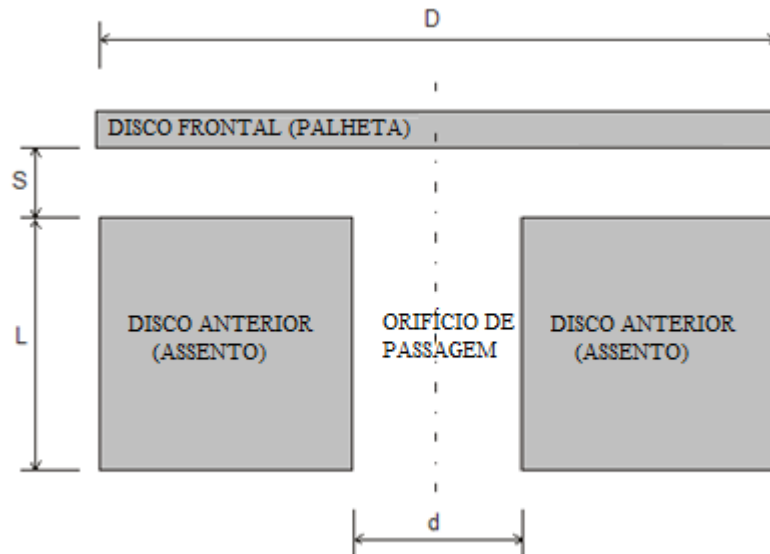 D
DISCO FRONTAL (PALHETA)
S
L
DISCO ANTERIOR
(ASSENTO)
ORIFÍCIO DE
PASSAGEM
DISCO ANTERIOR
(ASSENTO)
d